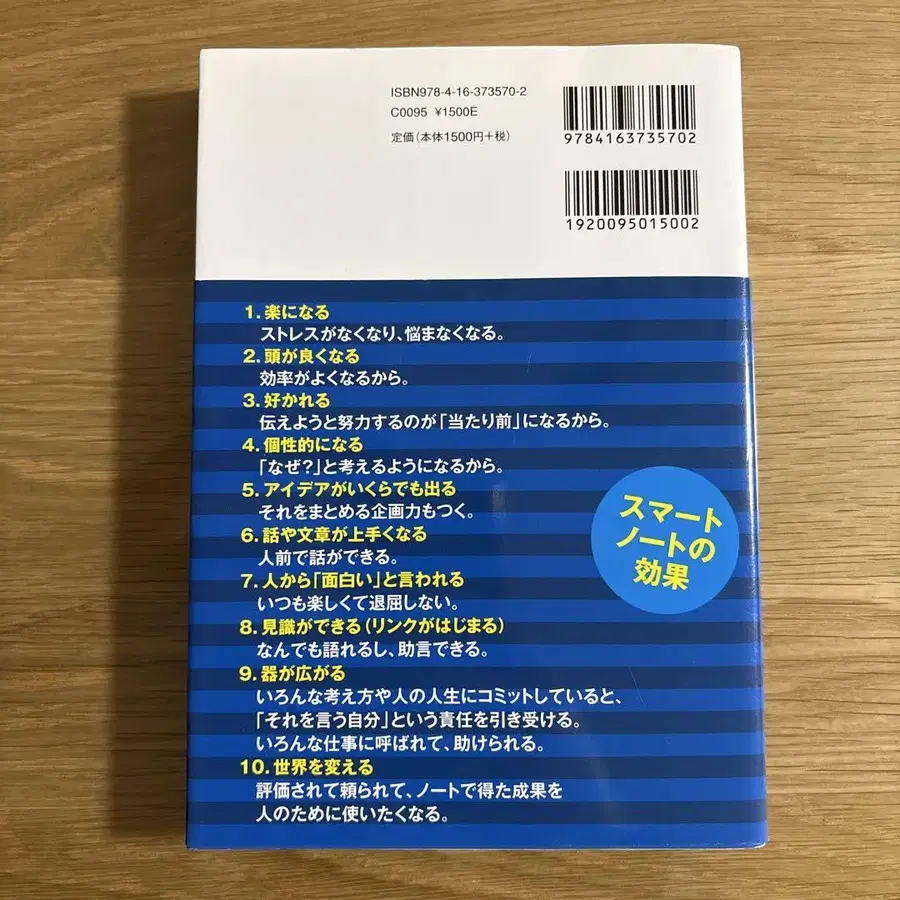 ISBN978-4-16-373570-2
C0095 ¥1500E
定価(本体1500円+税)
9784163735702
1920095015002
1. 楽になる
ストレスがなくなり、悩まなくなる。
2. 頭が良くなる
効率がよくなるから。
3. 好かれる
伝えようと努力するのが「当たり前」になるから。
4. 個性的になる
「なぜ?」と考えるようになるから。
5. アイデアがいくらでも出る
それをまとめる企画力もつく。
6. 話や文章が上手くなる
人前で話ができる。
7. 人から「面白い」と言われる
いつも楽しくて退屈しない。
8. 見識ができる(リンクがはじまる)
なんでも語れるし、助言できる。
9. 器が広がる
いろんな考え方や人の人生にコミットしていると、
「それを言う自分」という責任を引き受ける。
いろんな仕事に呼ばれて、助けられる。
10. 世界を変える
評価されて頼られて、ノートで得た成果を
人のために使いたくなる。
スマート
ノートの
効果